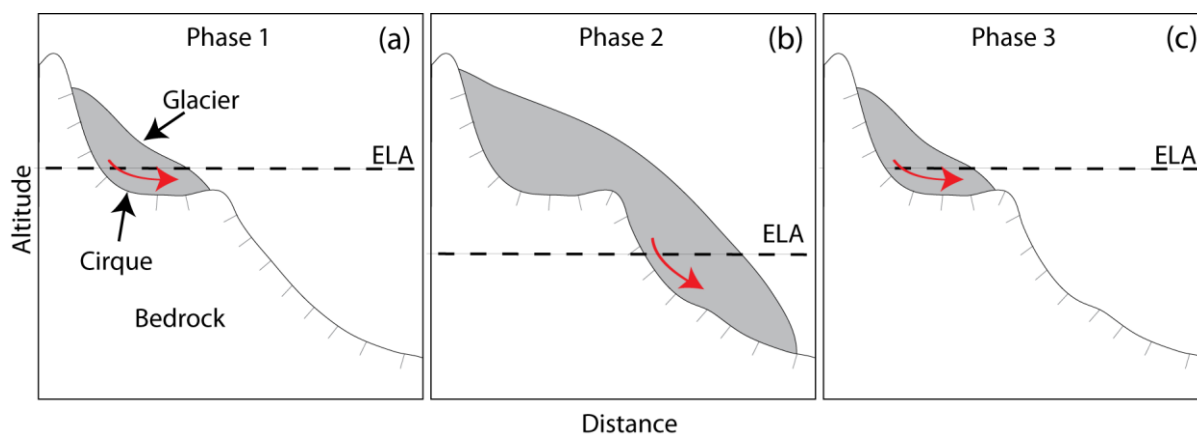 Phase 1
(a)
Glacier
ELA
Cirque
Bedrock
Phase 2
(b)
ELA
Phase 3
(c)
ELA
Altitude
Distance